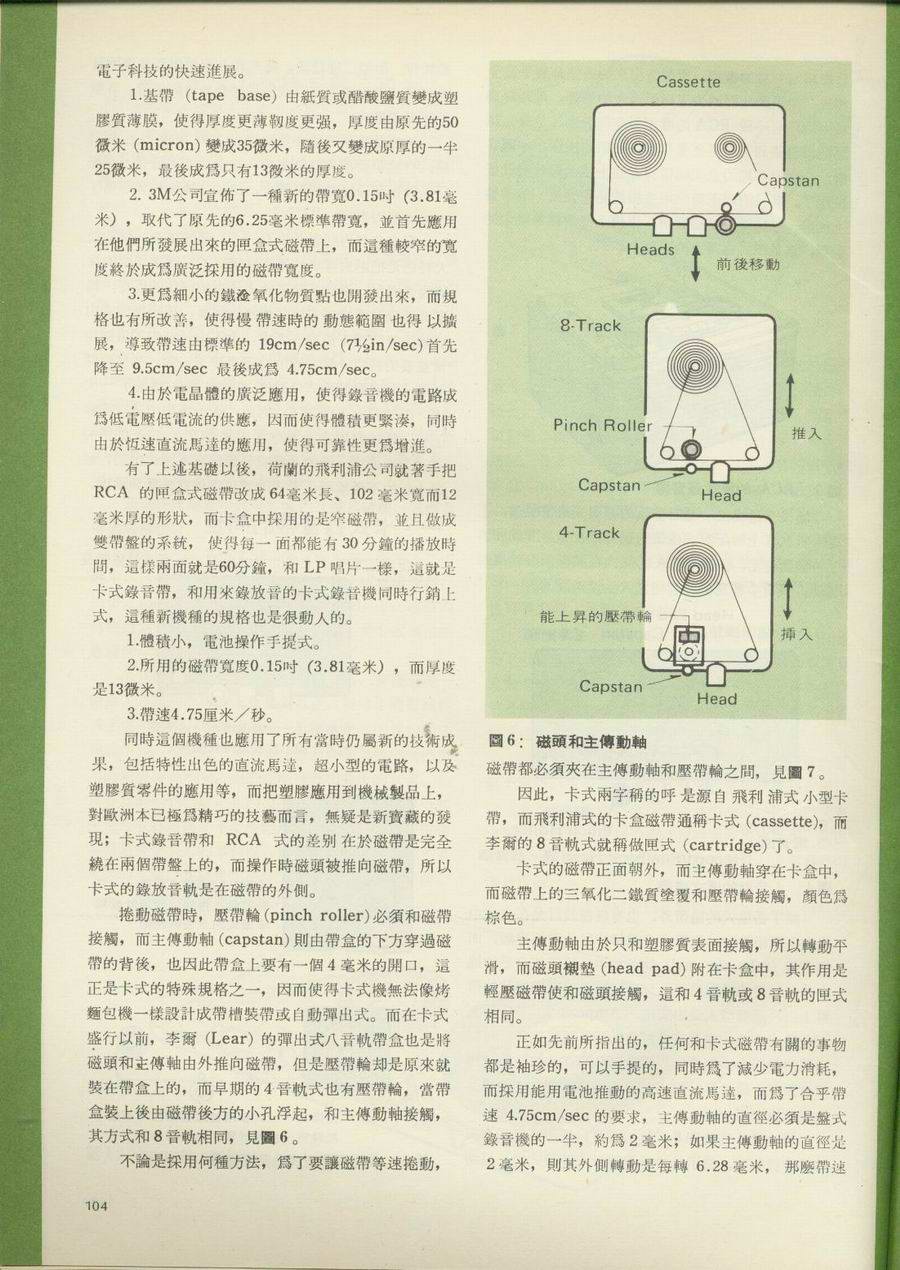 電子科技的快速進展。
1.基帶 (tape base) 由紙質或醋酸鹽質變成塑
膠質薄膜，使得厚度更薄韌度更强，厚度由原先的50
微米 (micron) 變成35微米，隨後又變成原厚的一半
25微米，最後成爲只有13微米的厚度。
2. 3M公司宣佈了一種新的帶寬0.15吋 (3.81毫
米) ，取代了原先的6.25毫米標準帶寬，並首先應用
在他們所發展出來的匣盒式磁帶上，而這種較窄的寬
度終於成爲廣泛採用的磁帶寬度。
3.更爲細小的鐵淦氧化物質點也開發出來，而規
格也有所改善，使得慢帶速時的動態範圍也得以擴
展，導致帶速由標準的 19cm/sec (7½in/sec)首先
降至 9.5cm/sec 最後成爲 4.75cm/sec。
4.由於電晶體的廣泛應用，使得錄音機的電路成
爲低電壓低電流的供應，因而使得體積更緊湊，同時
由於恆速直流馬達的應用，使得可靠性更爲增進。
有了上述基礎以後，荷蘭的飛利浦公司就著手把
RCA 的匣盒式磁帶改成 64毫米長、102 毫米寬而12
毫米厚的形狀，而卡盒中採用的是窄磁帶，並且做成
雙帶盤的系統，使得每一面都能有 30 分鐘的播放時
間，這樣兩面就是60分鐘，和 LP 唱片一樣，這就是
卡式錄音帶，和用來錄放音的卡式錄音機同時行銷上
式，這種新機種的規格也是很動人的。
1.體積小，電池操作手提式。
2.所用的磁帶寬度0.15吋 (3.81毫米) ，而厚度
是13微米。
3.帶速4.75厘米／秒。
同時這個機種也應用了所有當時仍屬新的技術成
果，包括特性出色的直流馬達，超小型的電路，以及
塑膠質零件的應用等，而把塑膠應用到機械製品上，
對歐洲本已極爲精巧的技藝而言，無疑是新寶藏的發
現；卡式錄音帶和 RCA 式的差别在於磁帶是完全
繞在兩個帶盤上的，而操作時磁頭被推向磁帶，所以
卡式的錄放音軌是在磁帶的外側。
捲動磁帶時，壓帶輪(pinch roller)必須和磁帶
接觸，而主傳動軸(capstan)則由帶盒的下方穿過磁
帶的背後，也因此帶盒上要有一個 4 毫米的開口，這
正是卡式的特殊規格之一，因而使得卡式機無法像烤
麵包機一樣設計成帶槽裝帶或自動彈出式。而在卡式
盛行以前，李爾 (Lear) 的彈出式八音軌帶盒也是將
磁頭和主傳軸由外推向磁帶，但是壓帶輪却是原來就
裝在帶盒上的，而早期的 4 音軌式也有壓帶輪，當帶
盒裝上後由磁帶後方的小孔浮起，和主傳動軸接觸，
其方式和 8 音軌相同，見圖 6 。
不論是採用何種方法，爲了要讓磁帶等速捲動，
104
Cassette
Capstan
Heads
前後移動
8-Track
Pinch Roller
推入
Capstan
Head
4-Track
能上昇的壓帶輪
挿入
Capstan
Head
圖 6： 磁頭和主傳動軸
磁帶都必須夾在主傳動軸和壓帶輪之間，見圖 7 。
因此，卡式兩字稱的呼是源自飛利浦式小型卡
帶，而飛利浦式的卡盒磁帶通稱卡式 (cassette)，而
李爾的 8 音軌式就稱做匣式 (cartridge)了。
卡式的磁帶正面朝外，而主傳動軸穿在卡盒中，
而磁帶上的三氧化二鐵質塗覆和壓帶輪接觸，顏色爲
棕色。
主傳動軸由於只和塑膠質表面接觸，所以轉動平
滑，而磁頭襯墊 (head pad) 附在卡盒中，其作用是
輕壓磁帶使和磁頭接觸，這和 4 音軌或 8 音軌的匣式
相同。
正如先前所指出的，任何和卡式磁帶有關的事物
都是袖珍的，可以手提的，同時爲了減少電力消耗，
而採用能用電池推動的高速直流馬達，而爲了合乎帶
速 4.75cm/sec 的要求，主傳動軸的直徑必須是盤式
錄音機的一半，約爲 2 毫米；如果主傳動軸的直徑是
2 毫米，則其外側轉動是每轉 6.28 毫米， 那麼帶速